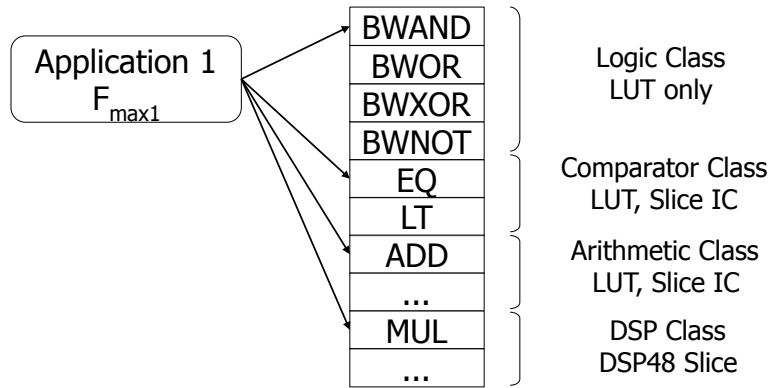 Application 1
Fmax1
BWAND
BWOR
BWXOR
BWNOT
EQ
LT
ADD
...
MUL
...
Logic Class
LUT only
Comparator Class
LUT, Slice IC
Arithmetic Class
LUT, Slice IC
DSP Class
DSP48 Slice